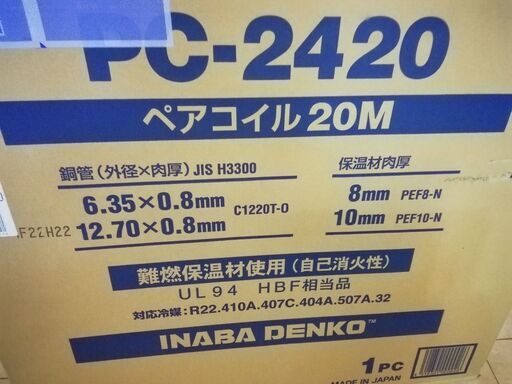 PC-2420
ペアコイル 20M
銅管（外径×肉厚）JIS H3300
保温材肉厚
6.35×0.8mm C1220T-O
8mm PEF8-N
12.70×0.8mm
10mm PEF10-N
F22H22
難燃保温材使用（自己消火性）
UL94 HBF相当品
対応冷媒：R22.410A.407C.404A.507A.32
INABA DENKO™
1PC
MADE IN JAPAN